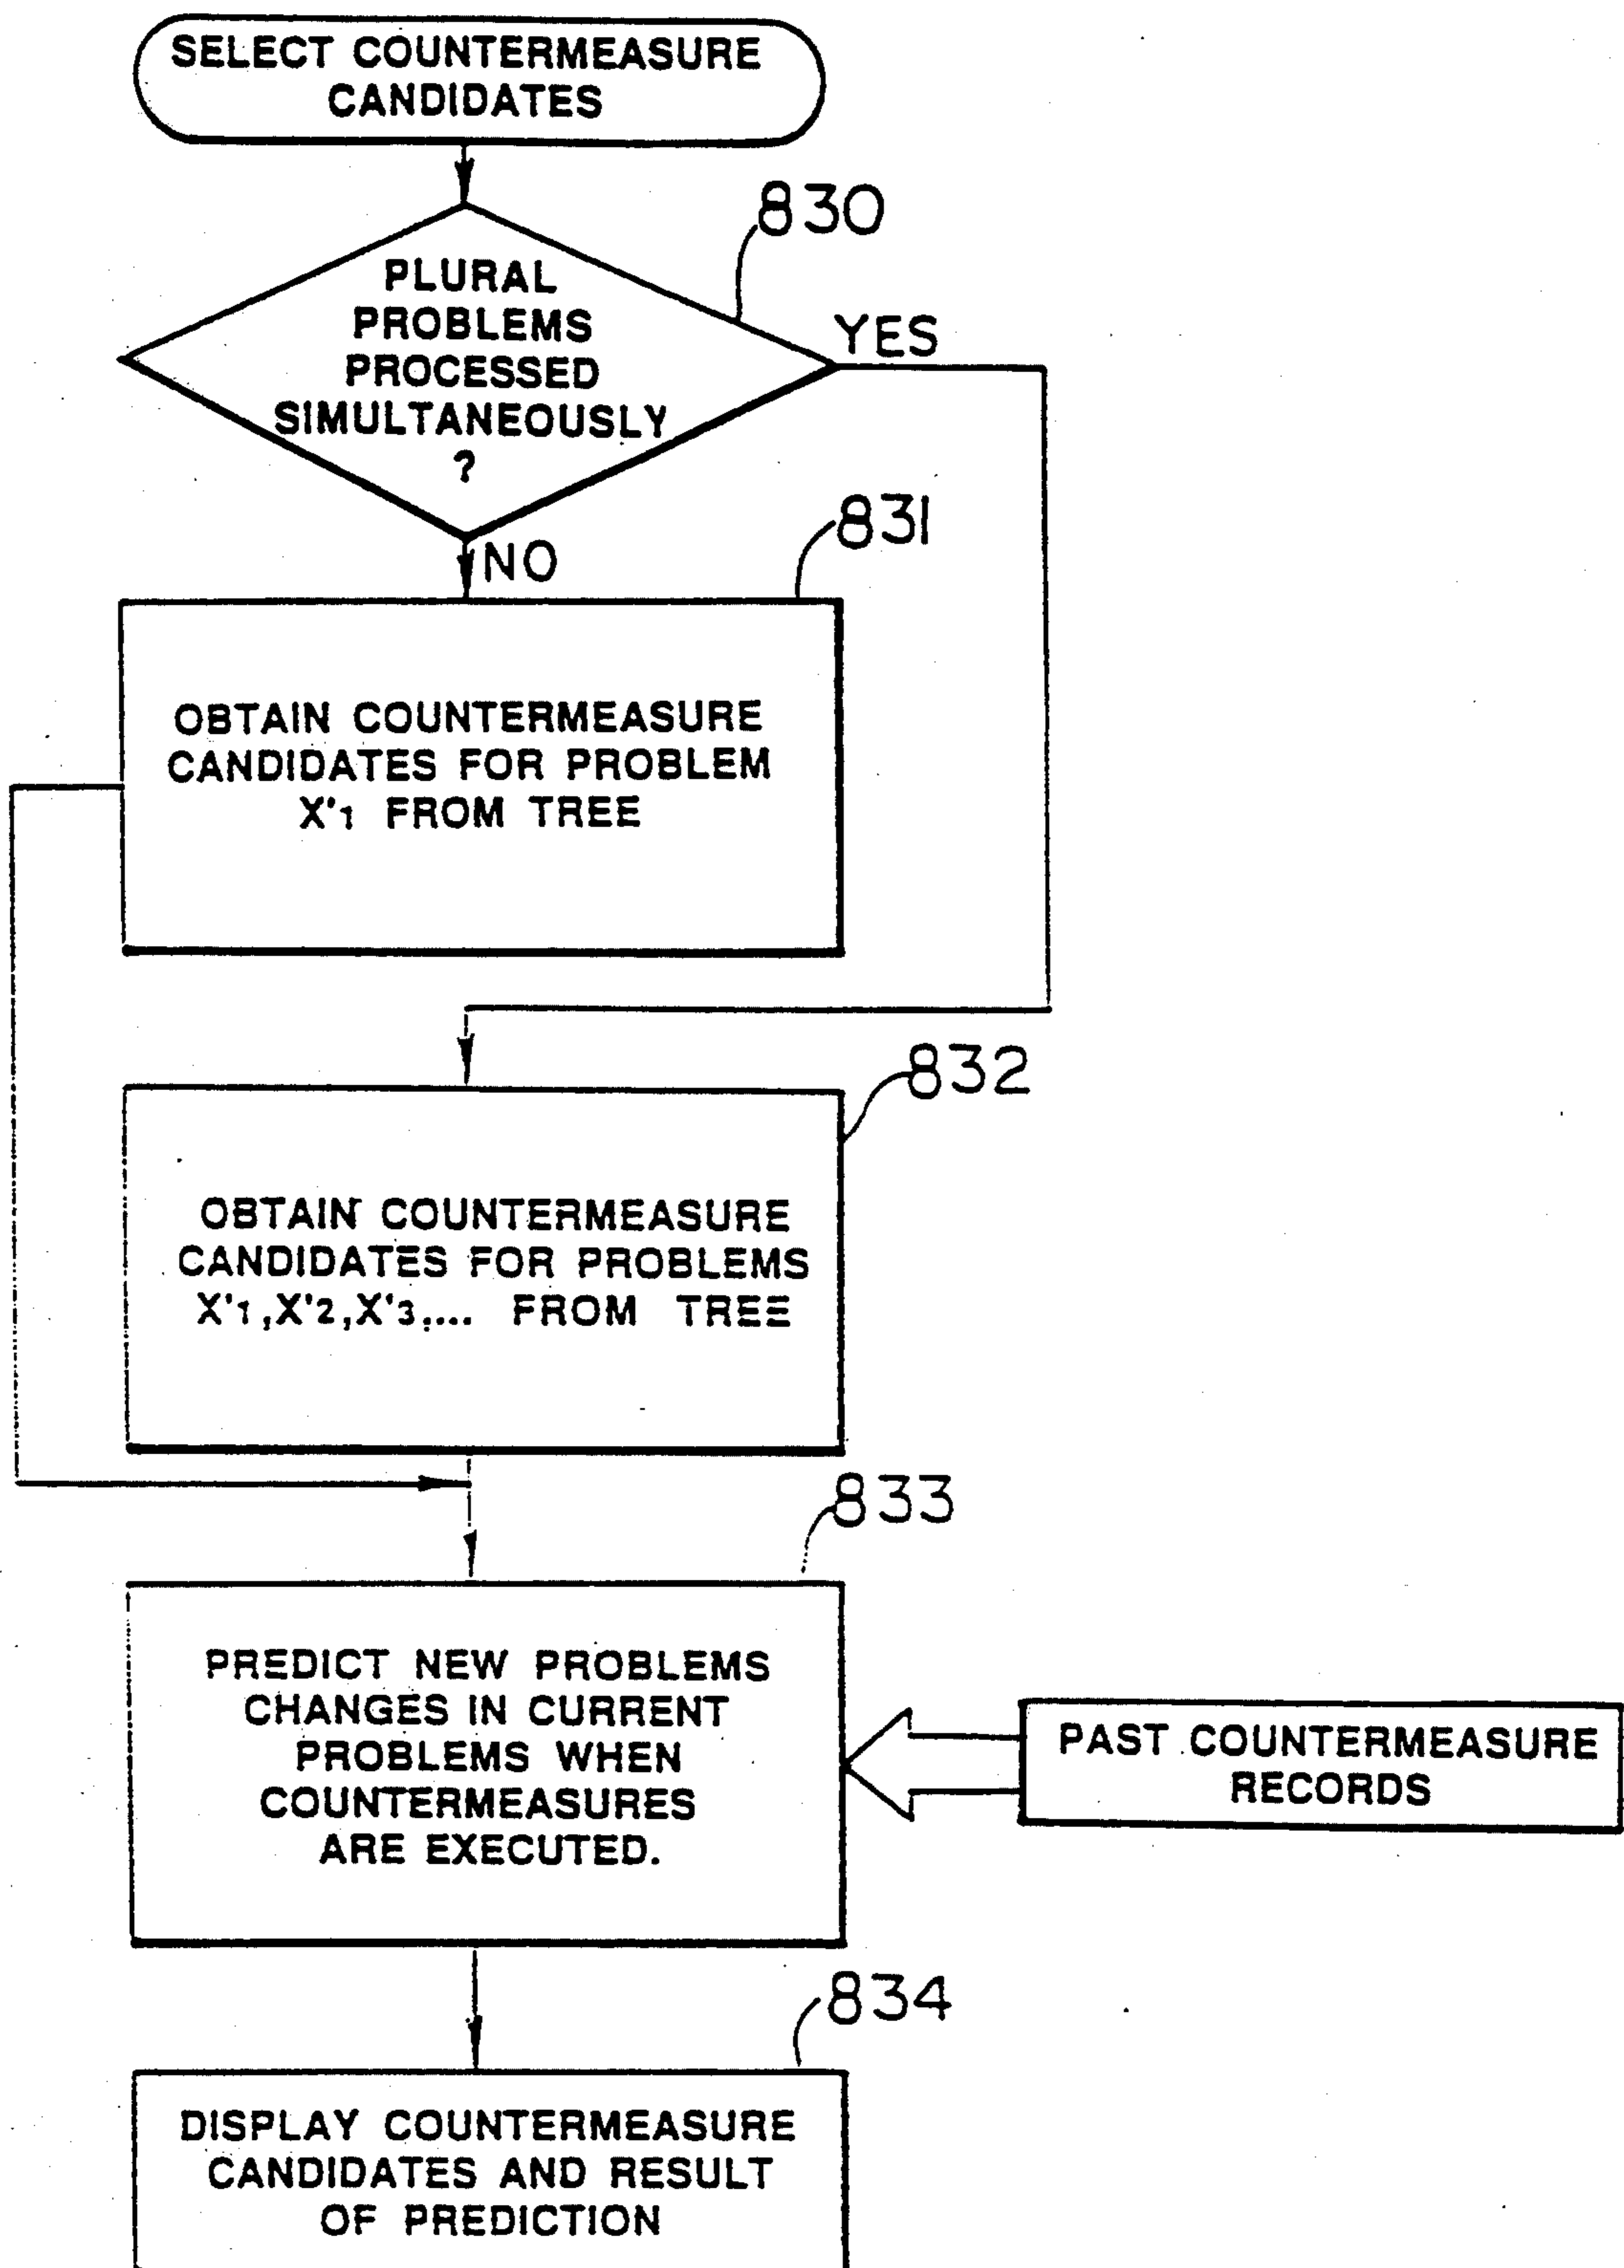 SELECT COUNTERMEASURE
CANDIDATES
830
PLURAL
PROBLEMS
PROCESSED
SIMULTANEOUSLY
?
YES
NO
831
OBTAIN COUNTERMEASURE
CANDIDATES FOR PROBLEM
X'1 FROM TREE
832
OBTAIN COUNTERMEASURE
CANDIDATES FOR PROBLEMS
X'1,X'2,X'3,... FROM TREE
833
PREDICT NEW PROBLEMS
CHANGES IN CURRENT
PROBLEMS WHEN
COUNTERMEASURES
ARE EXECUTED.
PAST COUNTERMEASURE
RECORDS
834
DISPLAY COUNTERMEASURE
CANDIDATES AND RESULT
OF PREDICTION